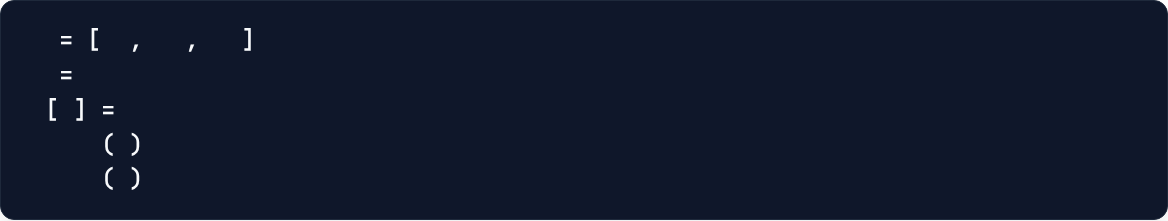 = [ , , ]
=
[ ] =
( )
( )